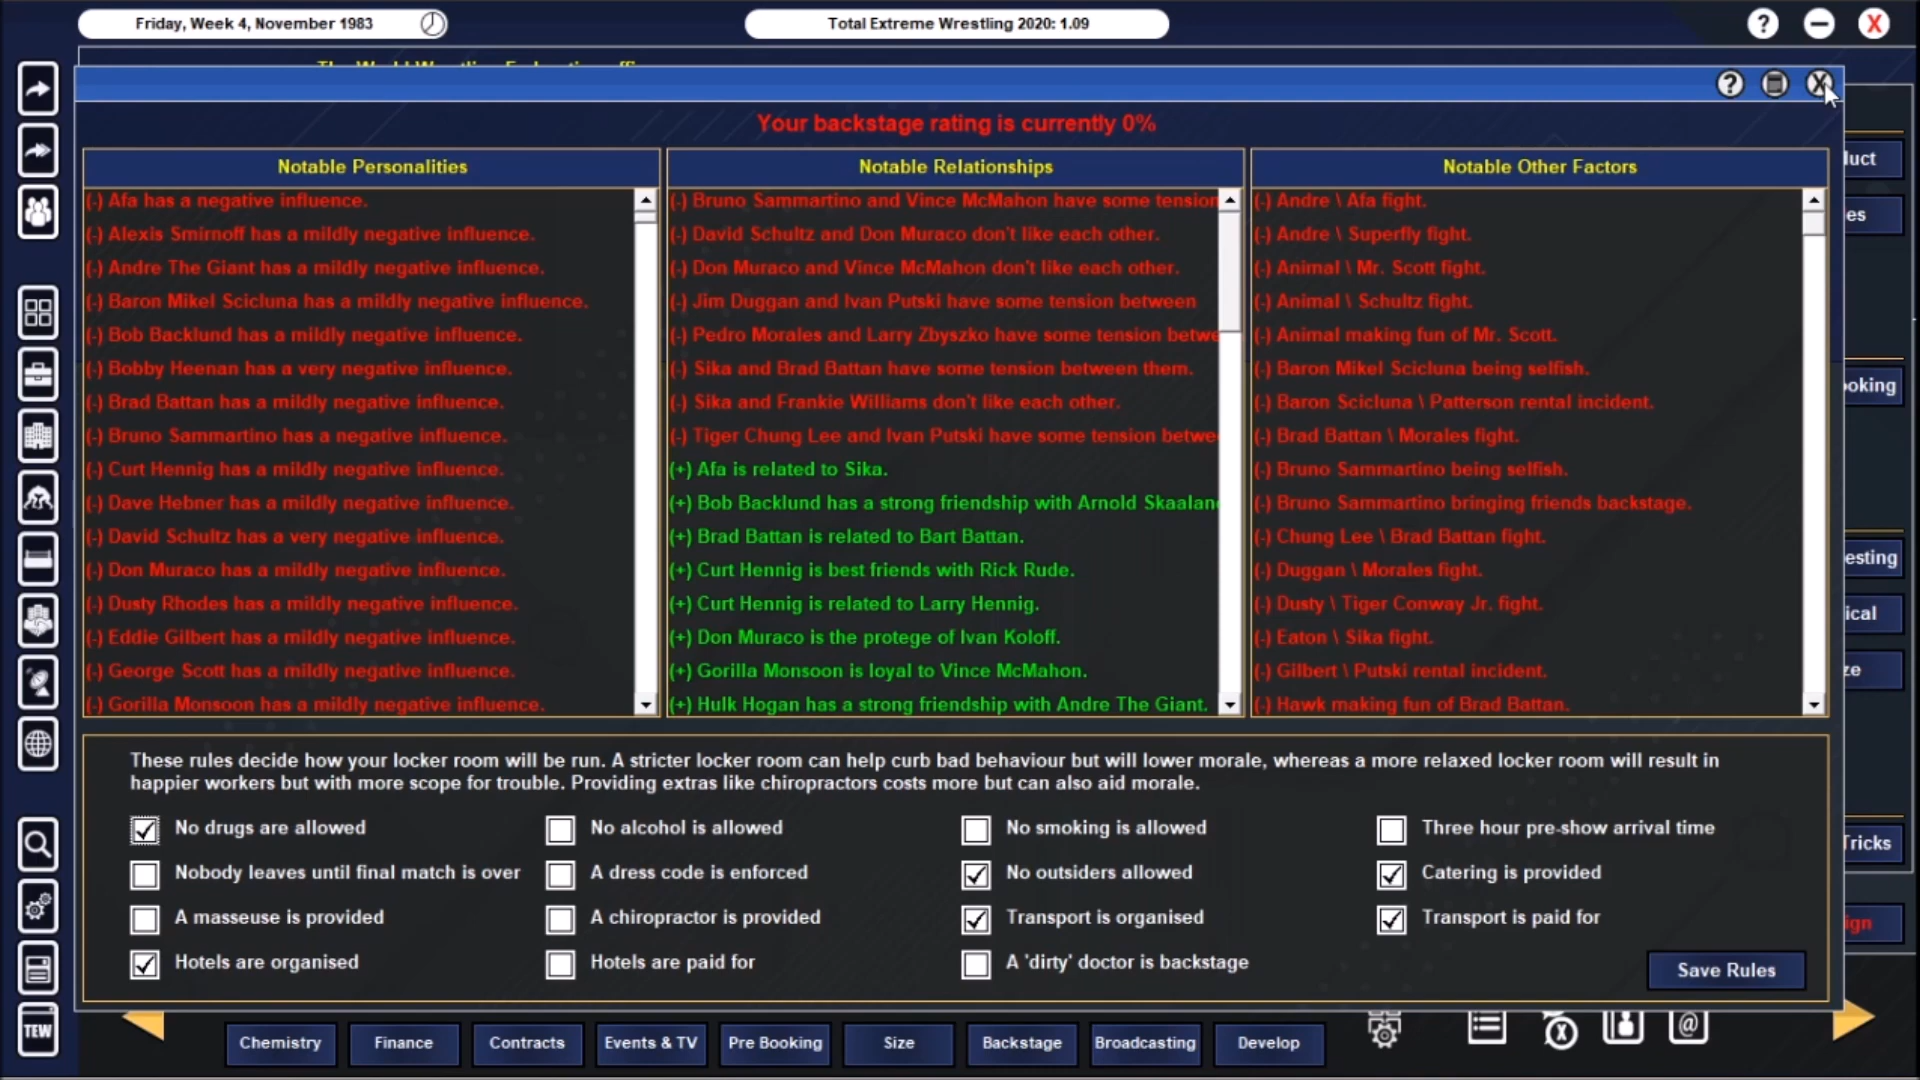 Friday, Week 4, November 1983
Total Extreme Wrestling 2020: 1.09
?
X
?
X
Your backstage rating is currently 0%
Notable Personalities
(-) Afa has a negative influence.
(-) Alexis Smirnoff has a mildly negative influence.
(-) Andre The Giant has a mildly negative influence.
(-) Baron Mikel Scicluna has a mildly negative influence.
(-) Bob Backlund has a mildly negative influence.
(-) Bobby Heenan has a very negative influence.
(-) Brad Battan has a mildly negative influence.
(-) Bruno Sammartino has a negative influence.
(-) Curt Hennig has a mildly negative influence.
(-) Dave Hebner has a mildly negative influence.
(-) David Schultz has a very negative influence.
(-) Don Muraco has a mildly negative influence.
(-) Dusty Rhodes has a mildly negative influence.
(-) Eddie Gilbert has a mildly negative influence.
(-) George Scott has a mildly negative influence.
(-) Gorilla Monsoon has a mildly negative influence.
Notable Relationships
(-) Bruno Sammartino and Vince McMahon have some tension
(-) David Schultz and Don Muraco don't like each other.
(-) Don Muraco and Vince McMahon don't like each other.
(-) Jim Duggan and Ivan Putski have some tension between
(-) Pedro Morales and Larry Zbyszko have some tension betwe
(-) Sika and Brad Battan have some tension between them.
(-) Sika and Frankie Williams don't like each other.
(-) Tiger Chung Lee and Ivan Putski have some tension betwe
(+) Afa is related to Sika.
(+) Bob Backlund has a strong friendship with Arnold Skaalan
(+) Brad Battan is related to Bart Battan.
(+) Curt Hennig is best friends with Rick Rude.
(+) Curt Hennig is related to Larry Hennig.
(+) Don Muraco is the protege of Ivan Koloff.
(+) Gorilla Monsoon is loyal to Vince McMahon.
(+) Hulk Hogan has a strong friendship with Andre The Giant.
Notable Other Factors
(-) Andre \ Afa fight.
(-) Andre \ Superfly fight.
(-) Animal \ Mr. Scott fight.
(-) Animal \ Schultz fight.
(-) Animal making fun of Mr. Scott.
(-) Baron Mikel Scicluna being selfish.
(-) Baron Scicluna \ Patterson rental incident.
(-) Brad Battan \ Morales fight.
(-) Bruno Sammartino being selfish.
(-) Bruno Sammartino bringing friends backstage.
(-) Chung Lee \ Brad Battan fight.
(-) Duggan \ Morales fight.
(-) Dusty \ Tiger Conway Jr. fight.
(-) Eaton \ Sika fight.
(-) Gilbert \ Putski rental incident.
(-) Hawk making fun of Brad Battan.
These rules decide how your locker room will be run. A stricter locker room can help curb bad behaviour but will lower morale, whereas a more relaxed locker room will result in
happier workers but with more scope for trouble. Providing extras like chiropractors costs more but can also aid morale.
No drugs are allowed
No alcohol is allowed
No smoking is allowed
Three hour pre-show arrival time
Nobody leaves until final match is over
A dress code is enforced
No outsiders allowed
Catering is provided
A masseuse is provided
A chiropractor is provided
Transport is organised
Transport is paid for
Hotels are organised
Hotels are paid for
A 'dirty' doctor is backstage
Save Rules
luct
es
ooking
esting
ical
ze
Tricks
ign
TEW
Chemistry
Finance
Contracts
Events & TV
Pre Booking
Size
Backstage
Broadcasting
Develop
X
@